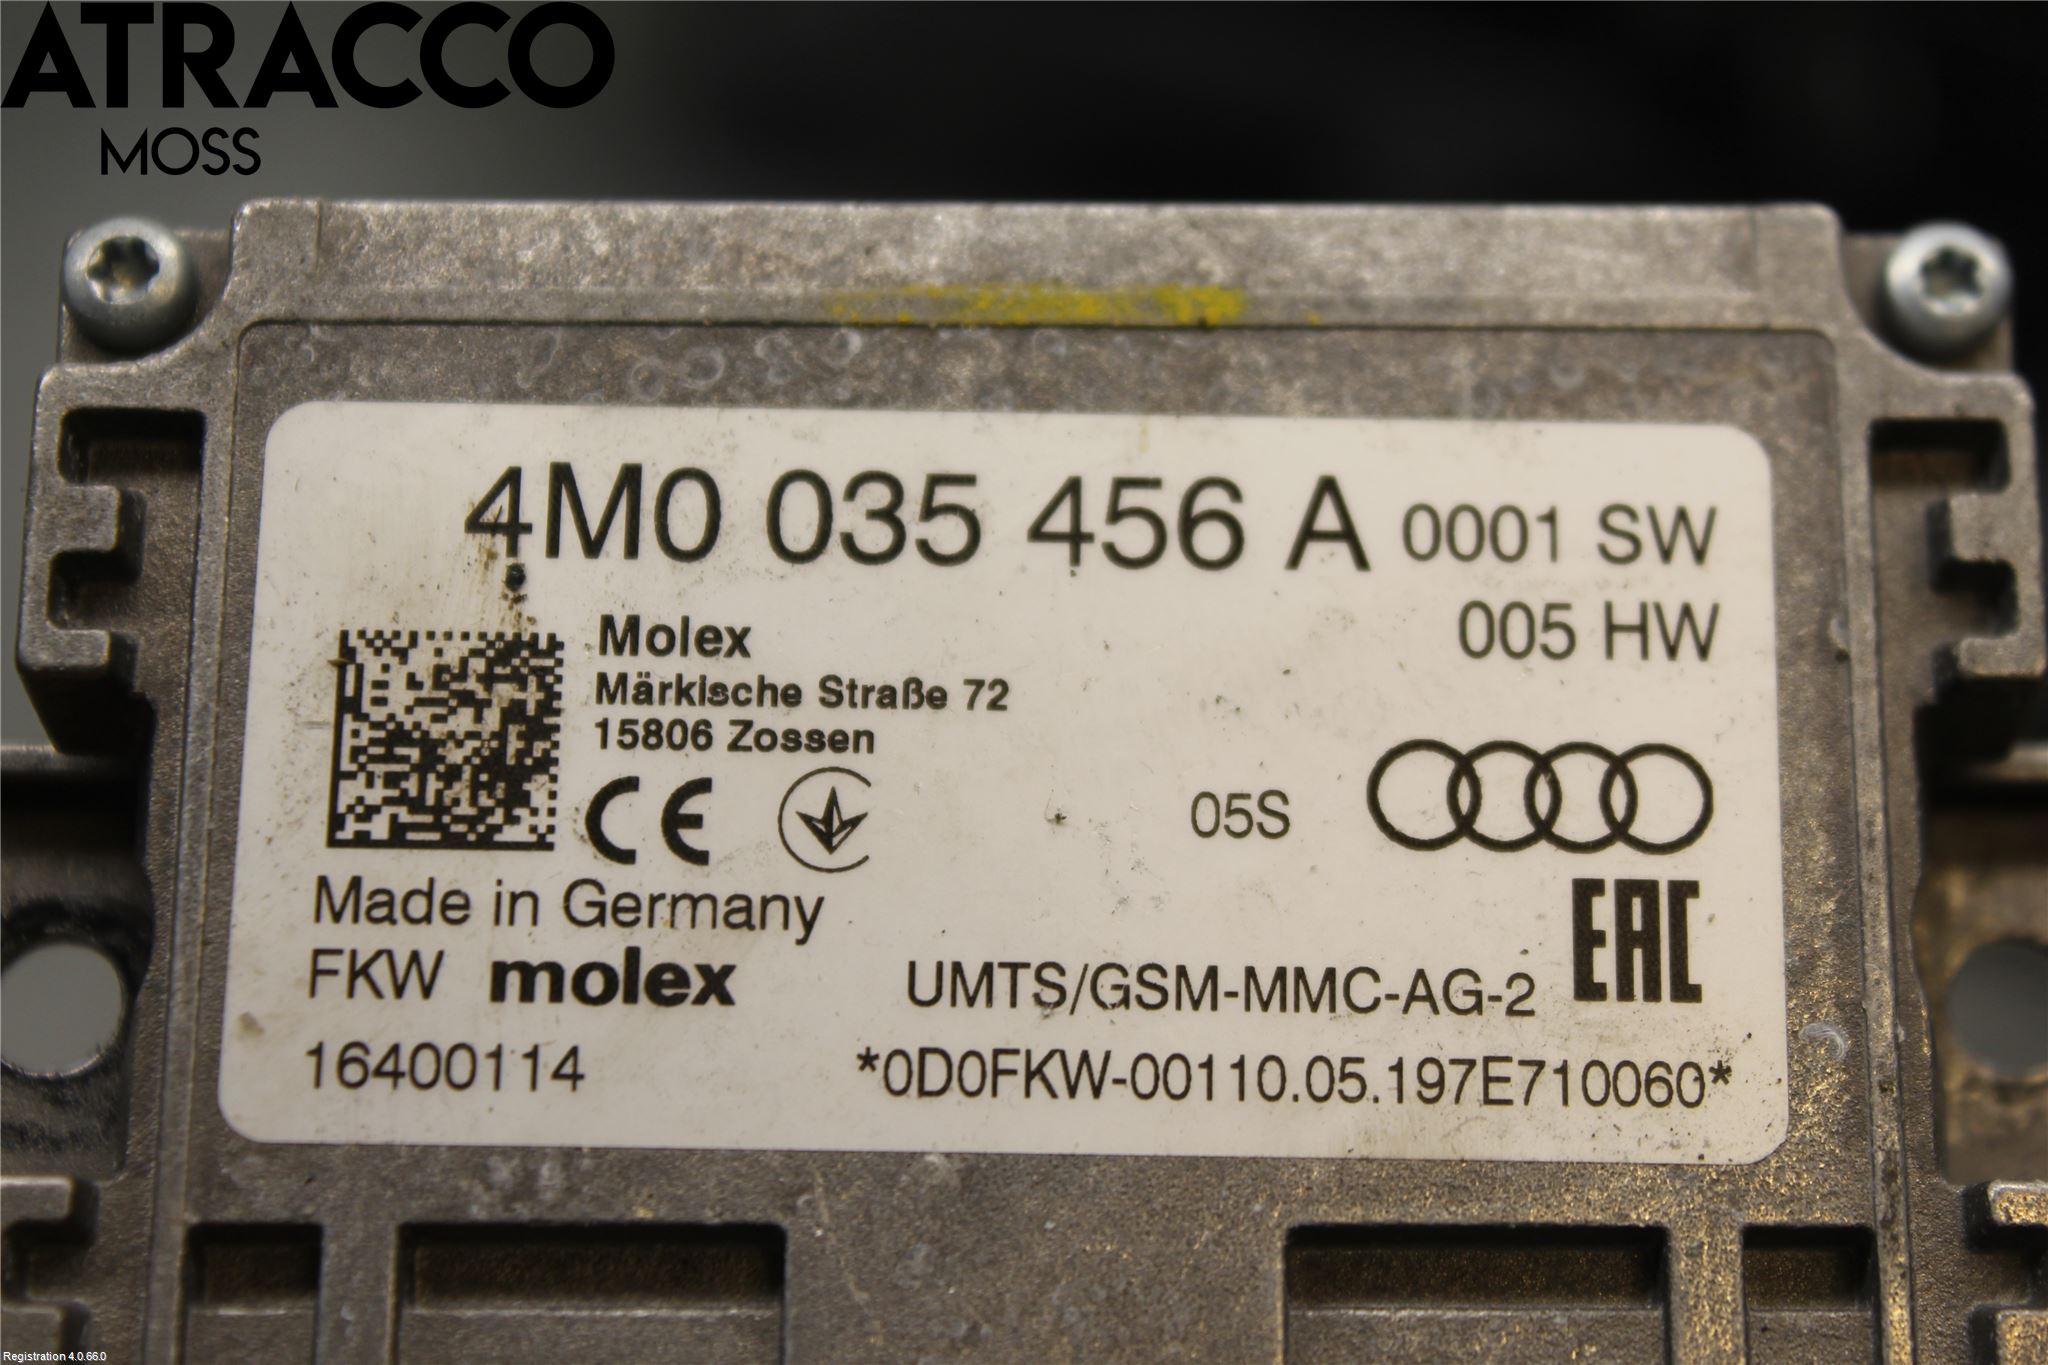 ATRACCO
MOSS
4M0 035 456 A 0001 SW
005 HW
Molex
Märkische Straße 72
15806 Zossen
CE
05S
Made in Germany
EAC
FKW molex
UMTS/GSM-MMC-AG-2
16400114
*0D0FKW-00110.05.197E710060*
Registration 4.0.66.0